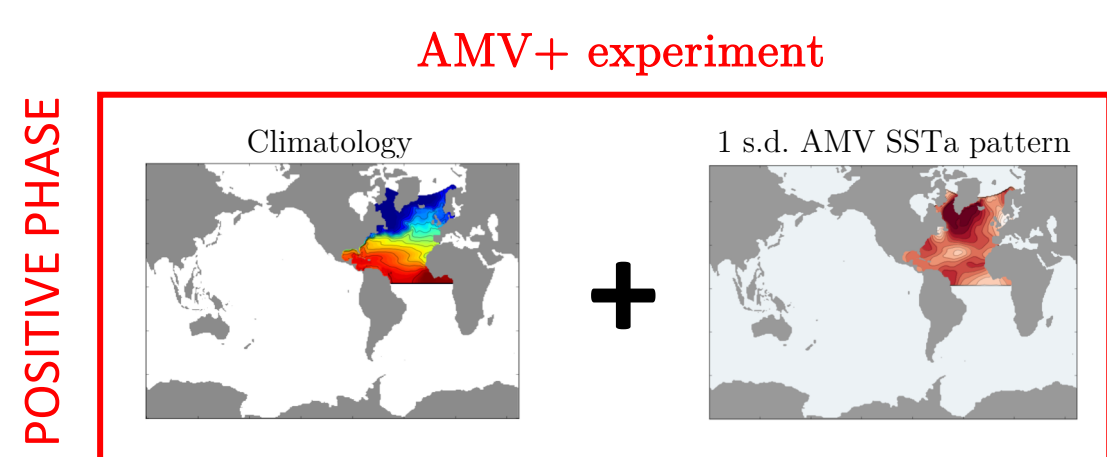 AMV+ experiment
POSITIVE PHASE
Climatology
1 s.d. AMV SSTa pattern
+